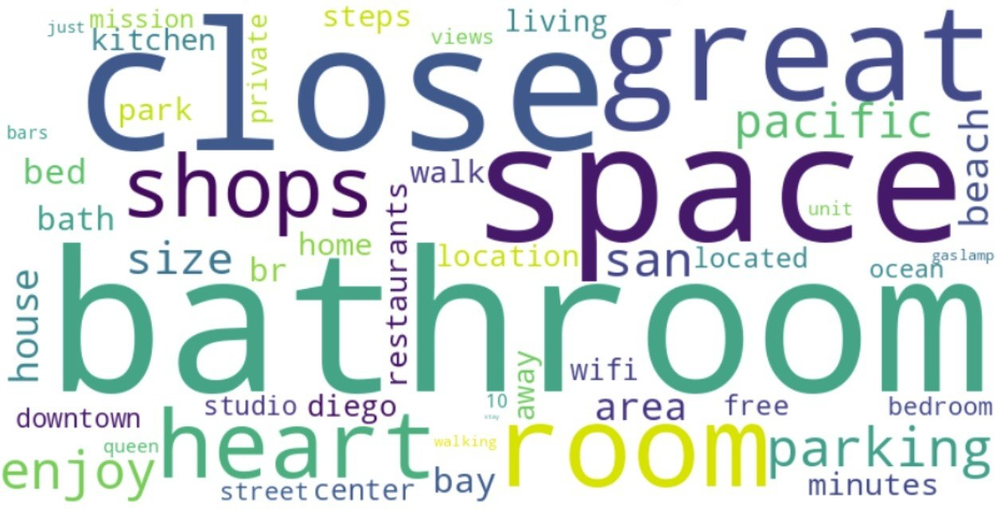 just
mission
steps
living
great
kitchen
close
private
views
park
pacific
bars
beach
bed
shops
walk
space
bath
restaurants
unit
home
size
br
location
san
located
ocean
gaslamp
house
bathroom
away
wifi
downtown
studio
diego
10
stay
area
free
bedroom
queen
heart
walking
room
parking
enjoy
street
center
bay
minutes